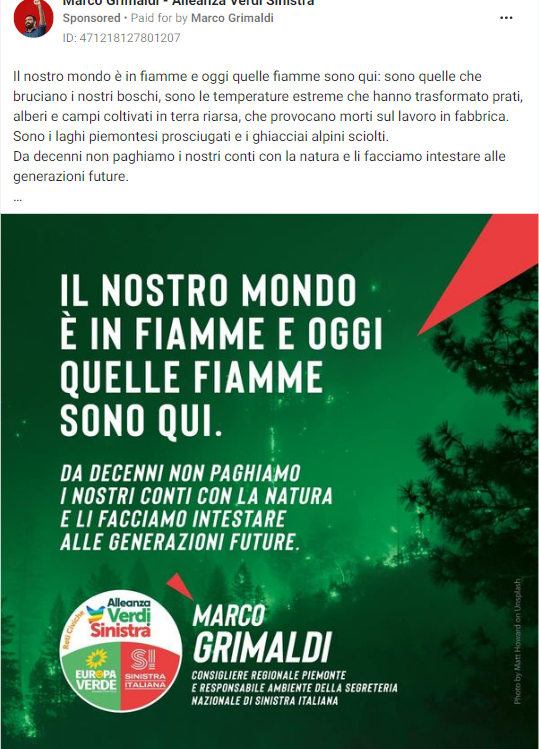 Marco Grimaldi - Alleanza Verdi Sinistra
Sponsored • Paid for by Marco Grimaldi
ID: 471218127801207
Il nostro mondo è in fiamme e oggi quelle fiamme sono qui: sono quelle che
bruciano i nostri boschi, sono le temperature estreme che hanno trasformato prati,
alberi e campi coltivati in terra riarsa, che provocano morti sul lavoro in fabbrica.
Sono i laghi piemontesi prosciugati e i ghiacciai alpini sciolti.
Da decenni non paghiamo i nostri conti con la natura e li facciamo intestare alle
generazioni future.
...
IL NOSTRO MONDO
È IN FIAMME E OGGI
QUELLE FIAMME
SONO QUI.
DA DECENNI NON PAGHIAMO
I NOSTRI CONTI CON LA NATURA
E LI FACCIAMO INTESTARE
ALLE GENERAZIONI FUTURE.
Reti Civiche
Alleanza
Verdi
Sinistra
EUROPA
VERDE
SI
SINISTRA
ITALIANA
MARCO
GRIMALDI
CONSIGLIERE REGIONALE PIEMONTE
E RESPONSABILE AMBIENTE DELLA SEGRETERIA
NAZIONALE DI SINISTRA ITALIANA
Photo by Matt Howard on Unsplash